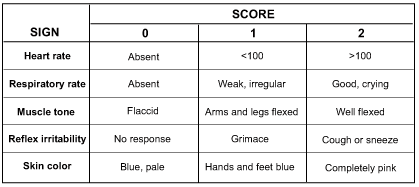 SIGN SCORE
0 1 2
Heart rate Absent <100 >100
Respiratory rate Absent Weak, irregular Good, crying
Muscle tone Flaccid Arms and legs flexed Well flexed
Reflex irritability No response Grimace Cough or sneeze
Skin color Blue, pale Hands and feet blue Completely pink